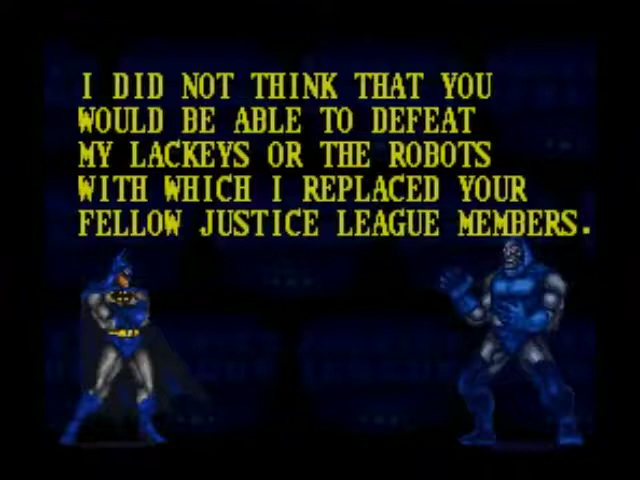 I DID NOT THINK THAT YOU
WOULD BE ABLE TO DEFEAT
MY LACKEYS OR THE ROBOTS
WITH WHICH I REPLACED YOUR
FELLOW JUSTICE LEAGUE MEMBERS.